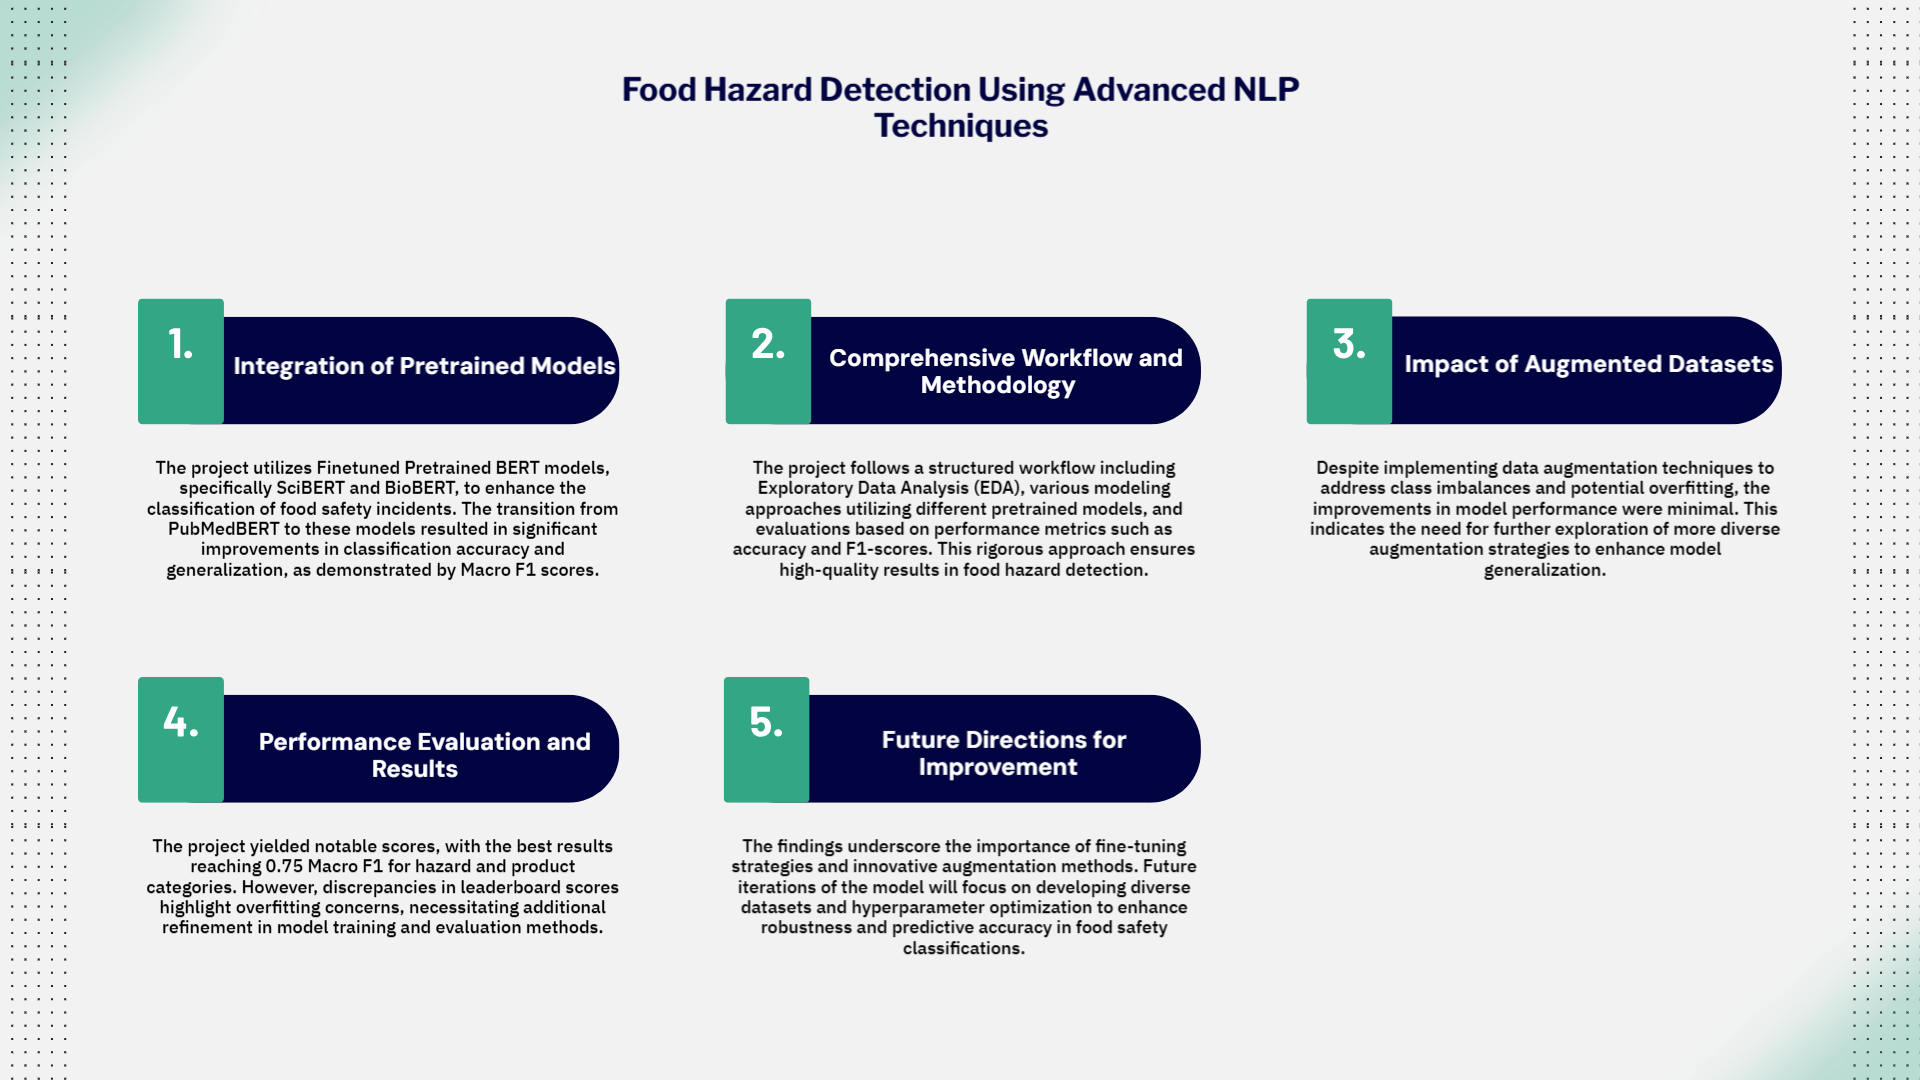 Food Hazard Detection Using Advanced NLP
Techniques
1.
Integration of Pretrained Models
The project utilizes Finetuned Pretrained BERT models,
specifically SciBERT and BioBERT, to enhance the
classification of food safety incidents. The transition from
PubMedBERT to these models resulted in significant
improvements in classification accuracy and
generalization, as demonstrated by Macro F1 scores.
2.
Comprehensive Workflow and
Methodology
The project follows a structured workflow including
Exploratory Data Analysis (EDA), various modeling
approaches utilizing different pretrained models, and
evaluations based on performance metrics such as
accuracy and F1-scores. This rigorous approach ensures
high-quality results in food hazard detection.
3.
Impact of Augmented Datasets
Despite implementing data augmentation techniques to
address class imbalances and potential overfitting, the
improvements in model performance were minimal. This
indicates the need for further exploration of more diverse
augmentation strategies to enhance model
generalization.
4.
Performance Evaluation and
Results
The project yielded notable scores, with the best results
reaching 0.75 Macro F1 for hazard and product
categories. However, discrepancies in leaderboard scores
highlight overfitting concerns, necessitating additional
refinement in model training and evaluation methods.
5.
Future Directions for
Improvement
The findings underscore the importance of fine-tuning
strategies and innovative augmentation methods. Future
iterations of the model will focus on developing diverse
datasets and hyperparameter optimization to enhance
robustness and predictive accuracy in food safety
classifications.